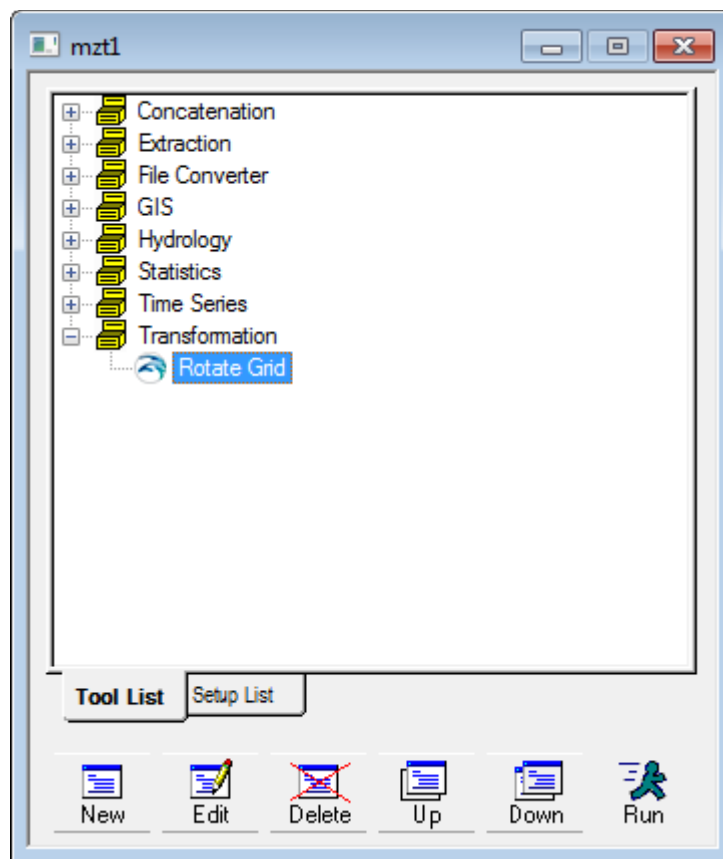 mzt1
Concatenation
Extraction
File Converter
GIS
Hydrology
Statistics
Time Series
Transformation
Rotate Grid
Tool List Setup List
New Edit Delete Up Down Run